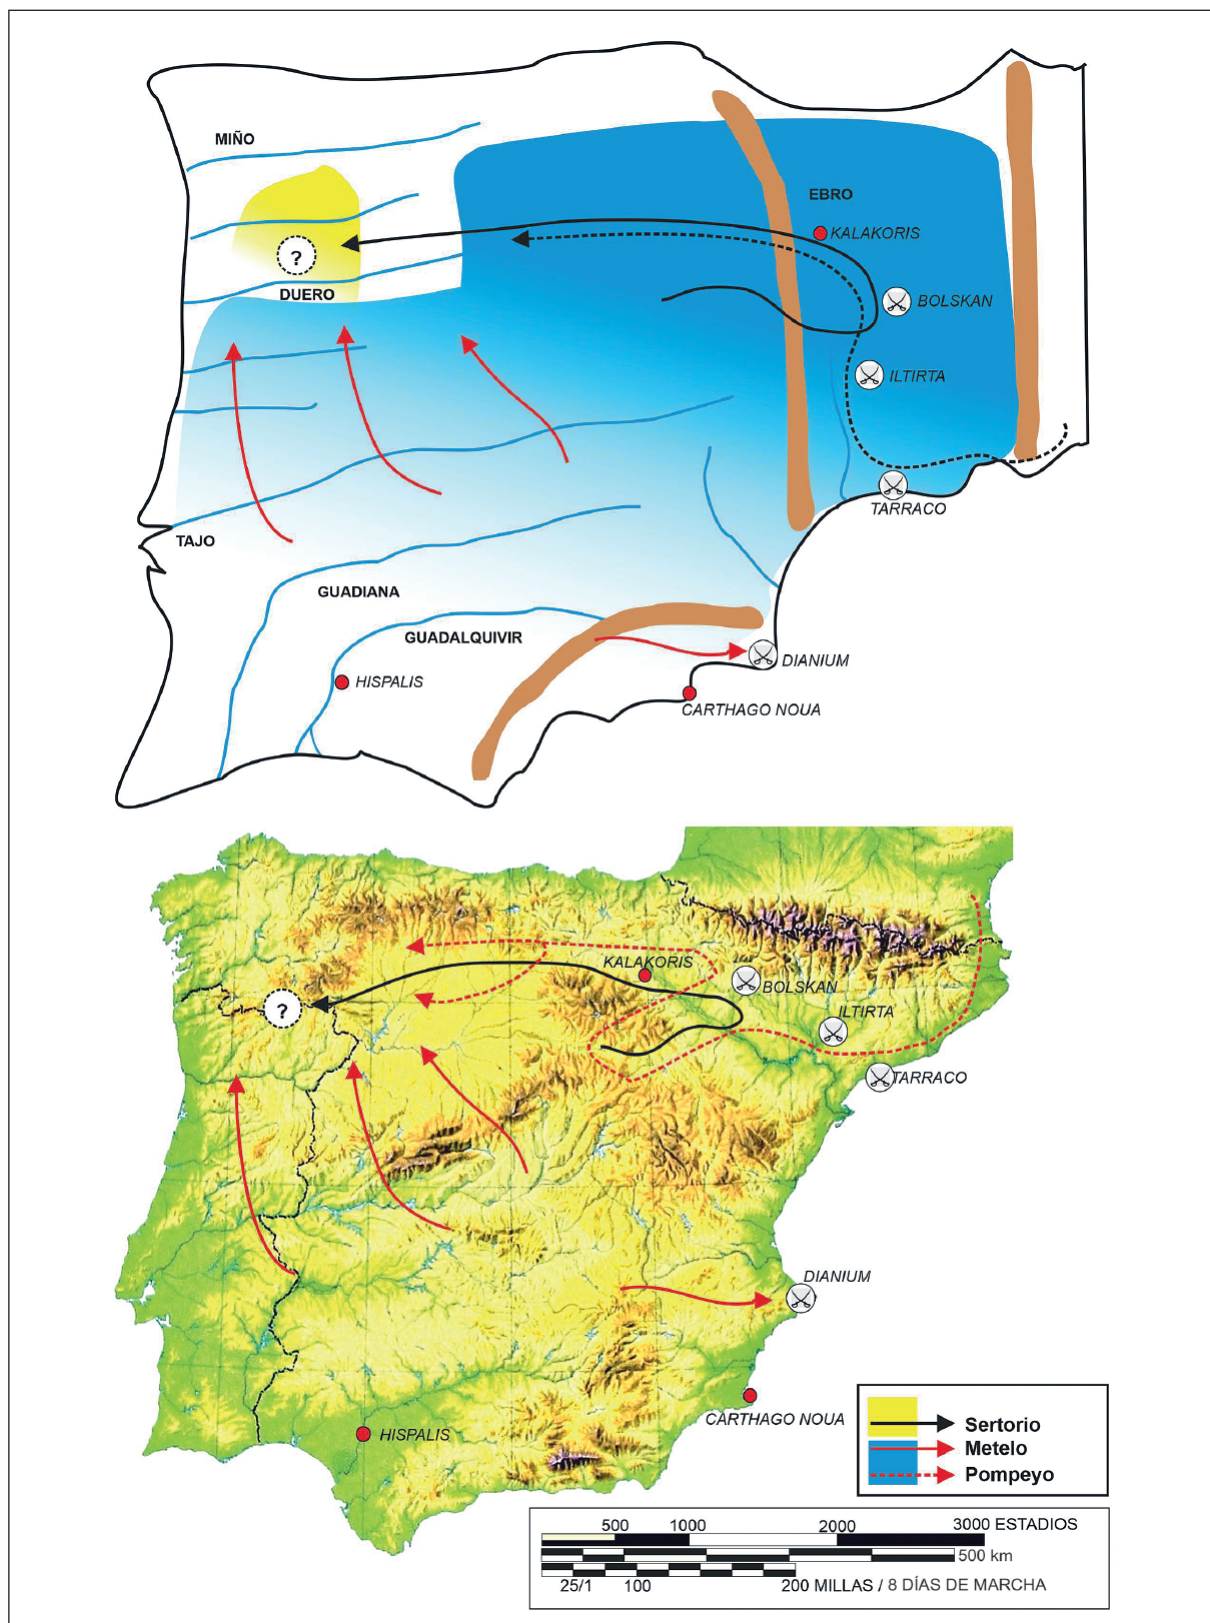 MIÑO
EBRO
KALAKORIS
?
DUERO
BOLSKAN
ILTIRTA
TARRACO
TAJO
GUADIANA
GUADALQUIVIR
DIANIUM
HISPALIS
CARTHAGO NOUA
KALAKORIS
BOLSKAN
?
ILTIRTA
TARRACO
DIANIUM
CARTHAGO NOUA
HISPALIS
Sertorio
Metelo
Pompeyo
500 1000 2000 3000 ESTADIOS
500 km
25/1 100 200 MILLAS / 8 DÍAS DE MARCHA